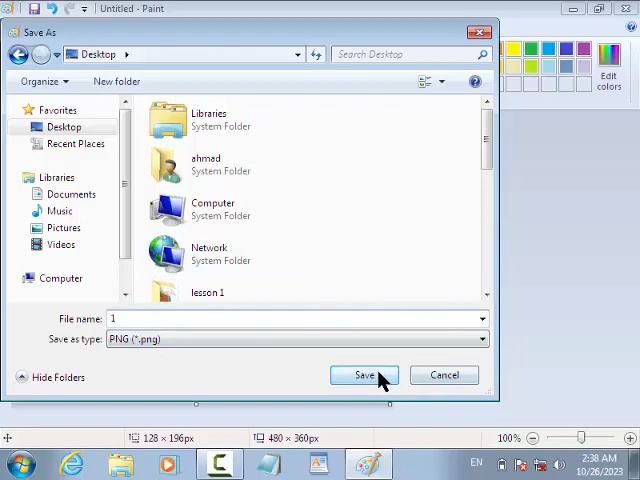 Untitled - Paint
Save As
Desktop
Search Desktop
Organize
New folder
Edit
colors
Favorites
Desktop
Recent Places
Libraries
Documents
Music
Pictures
Videos
Computer
Libraries
System Folder
ahmad
System Folder
Computer
System Folder
Network
System Folder
lesson 1
File name:
1
Save as type:
PNG (*.png)
Hide Folders
Save
Cancel
128 × 196px
480 × 360px
100%
EN
2:38 AM
10/26/2023